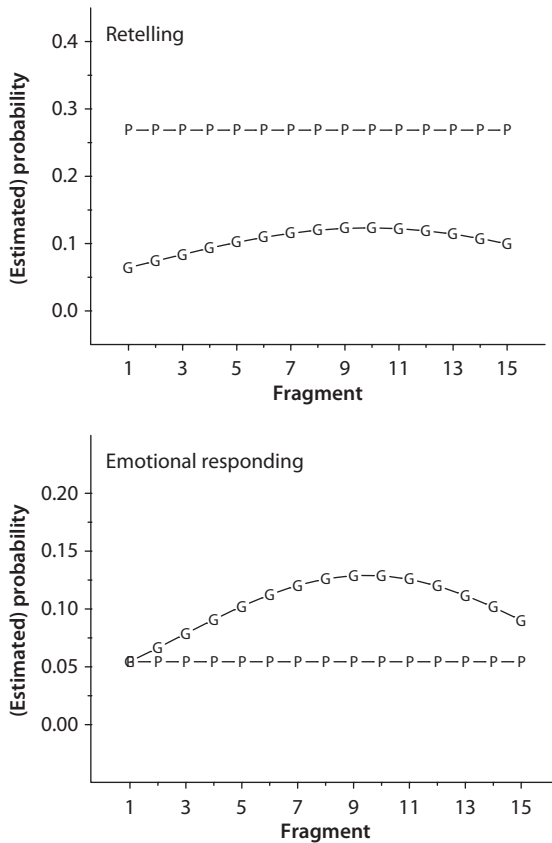 Retelling
0.4
0.3
0.2
0.1
0.0
(Estimated) probability
P P P P P P P P P P P P P P P
G G G G G G G G G G G G G G G
1 3 5 7 9 11 13 15
Fragment
Emotional responding
0.20
0.15
0.10
0.05
0.00
(Estimated) probability
G G G G G G G G G G G G G G G
P P P P P P P P P P P P P P P
1 3 5 7 9 11 13 15
Fragment